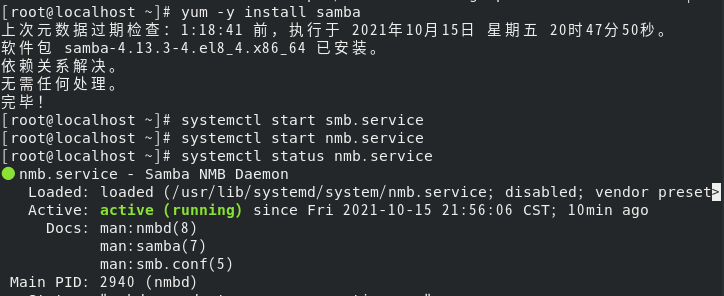 [root@localhost ~]# yum -y install samba
上次元数据过期检查：1:18:41 前，执行于 2021年10月15日 星期五 20时47分50秒。
软件包 samba-4.13.3-4.el8_4.x86_64 已安装。
依赖关系解决。
无需任何处理。
完毕！
[root@localhost ~]# systemctl start smb.service
[root@localhost ~]# systemctl start nmb.service
[root@localhost ~]# systemctl status nmb.service
● nmb.service - Samba NMB Daemon
Loaded: loaded (/usr/lib/systemd/system/nmb.service; disabled; vendor preset>
Active: active (running) since Fri 2021-10-15 21:56:06 CST; 10min ago
Docs: man:nmbd(8)
man:samba(7)
man:smb.conf(5)
Main PID: 2940 (nmbd)